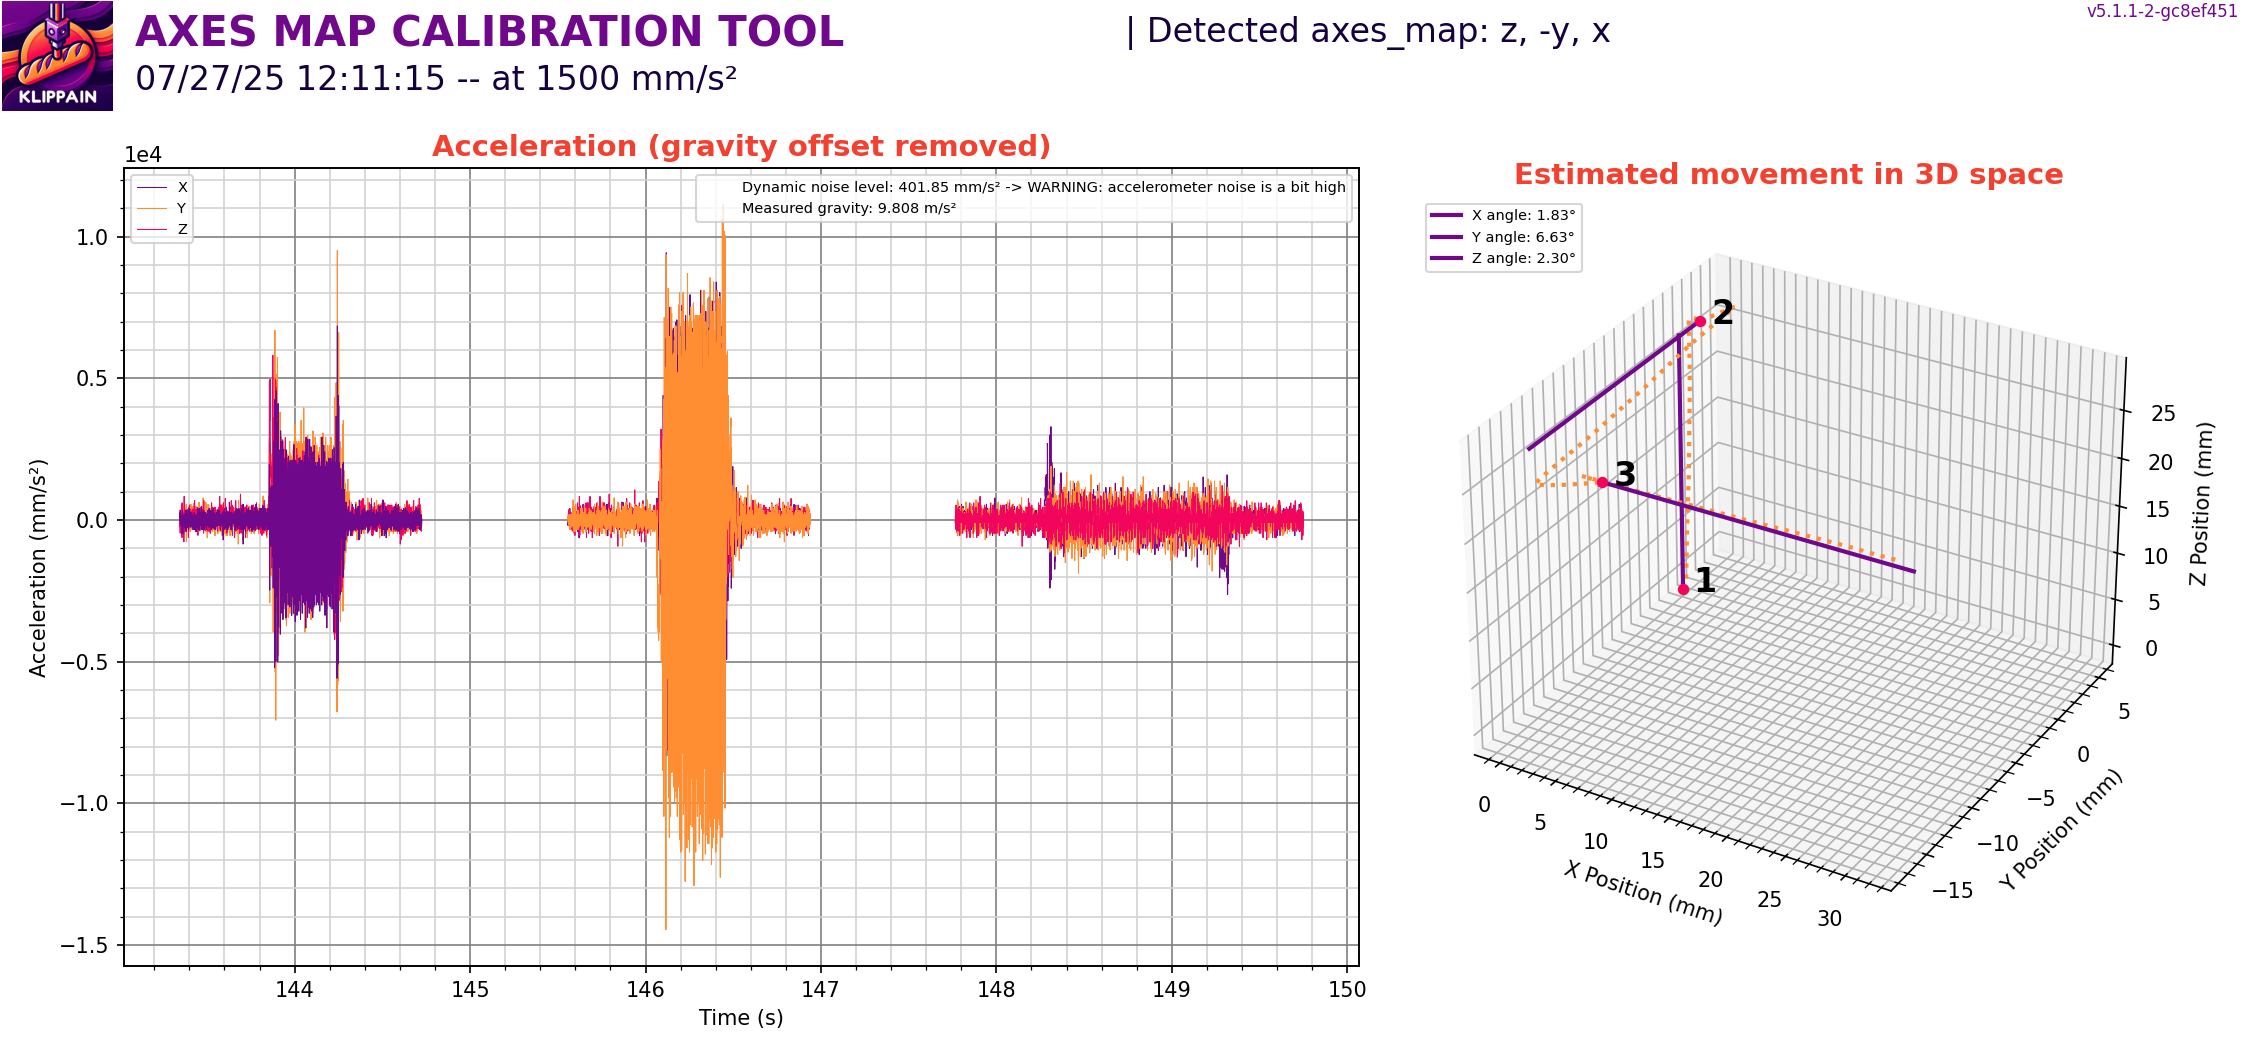 KLIPPAIN
AXES MAP CALIBRATION TOOL
07/27/25 12:11:15 -- at 1500 mm/s²
| Detected axes_map: z, -y, x
v5.1.1-2-gc8ef451
Acceleration (gravity offset removed)
1e4
X
Y
Z
Dynamic noise level: 401.85 mm/s² -> WARNING: accelerometer noise is a bit high
Measured gravity: 9.808 m/s²
1.0
0.5
0.0
−0.5
−1.0
−1.5
Acceleration (mm/s²)
144 145 146 147 148 149 150
Time (s)
Estimated movement in 3D space
X angle: 1.83°
Y angle: 6.63°
Z angle: 2.30°
2
3
1
25
20
15
10
5
0
Z Position (mm)
5
0
−5
−10
−15
Y Position (mm)
0
5
10
15
20
25
30
X Position (mm)